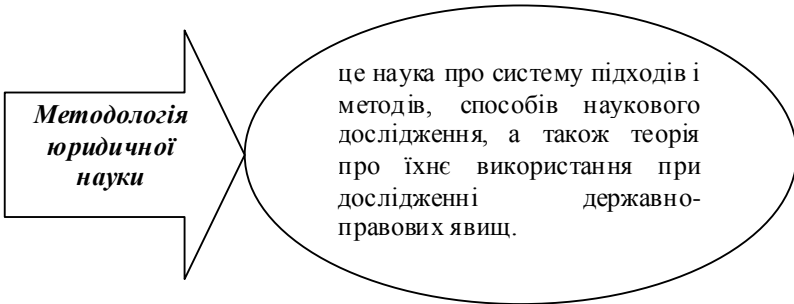 Методологія
юридичної
науки
це наука про систему підходів і
методів, способів наукового
дослідження, а також теорія
про їхнє використання при
дослідженні державно-
правових явищ.